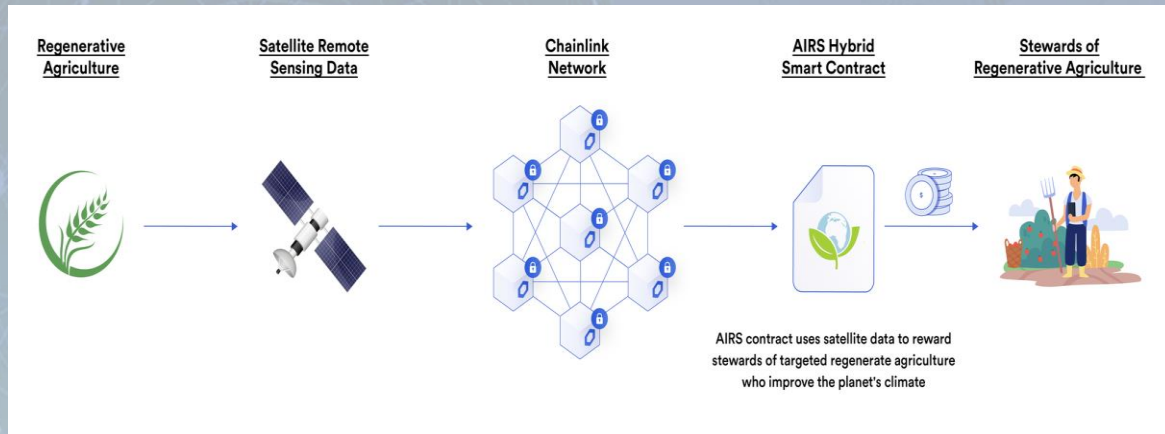 Regenerative
Agriculture
Satellite Remote
Sensing Data
Chainlink
Network
AIRS Hybrid
Smart Contract
Stewards of
Regenerative Agriculture
$
AIRS contract uses satellite data to reward
stewards of targeted regenerate agriculture
who improve the planet's climate